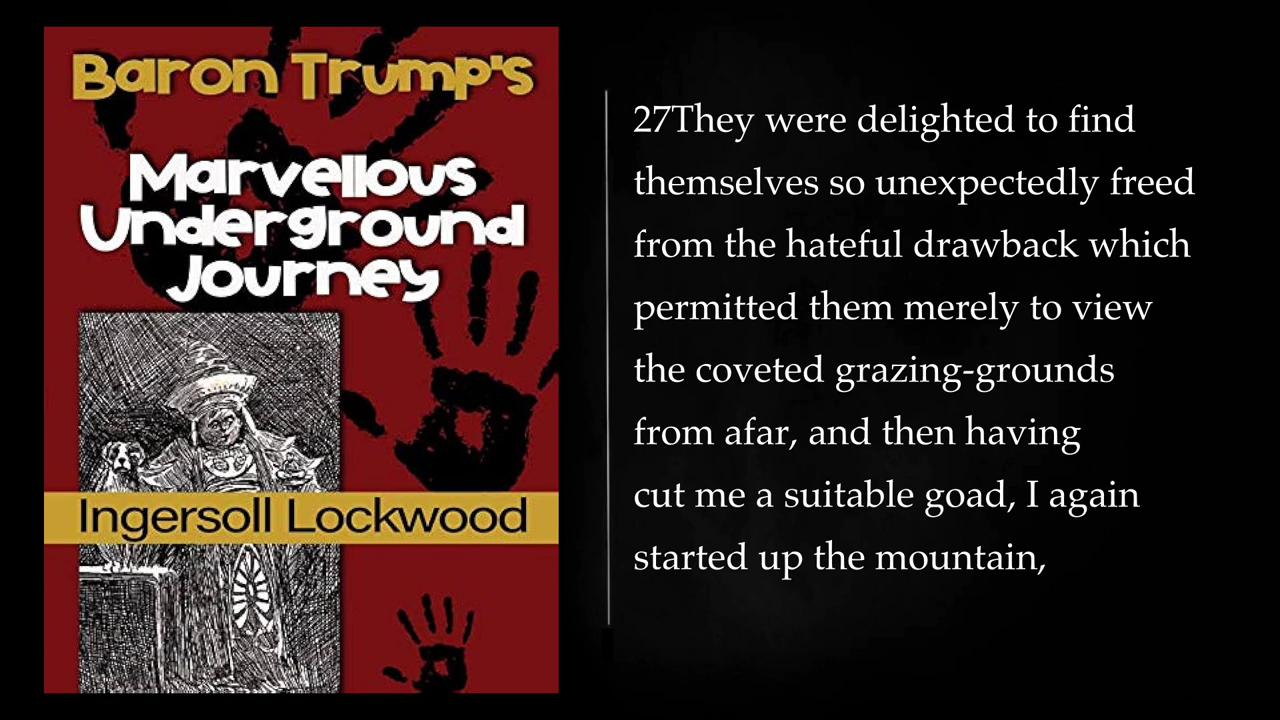 Baron Trump's
Marvellous
Underground
Journey
Ingersoll Lockwood
27They were delighted to find
themselves so unexpectedly freed
from the hateful drawback which
permitted them merely to view
the coveted grazing-grounds
from afar, and then having
cut me a suitable goad, I again
started up the mountain,